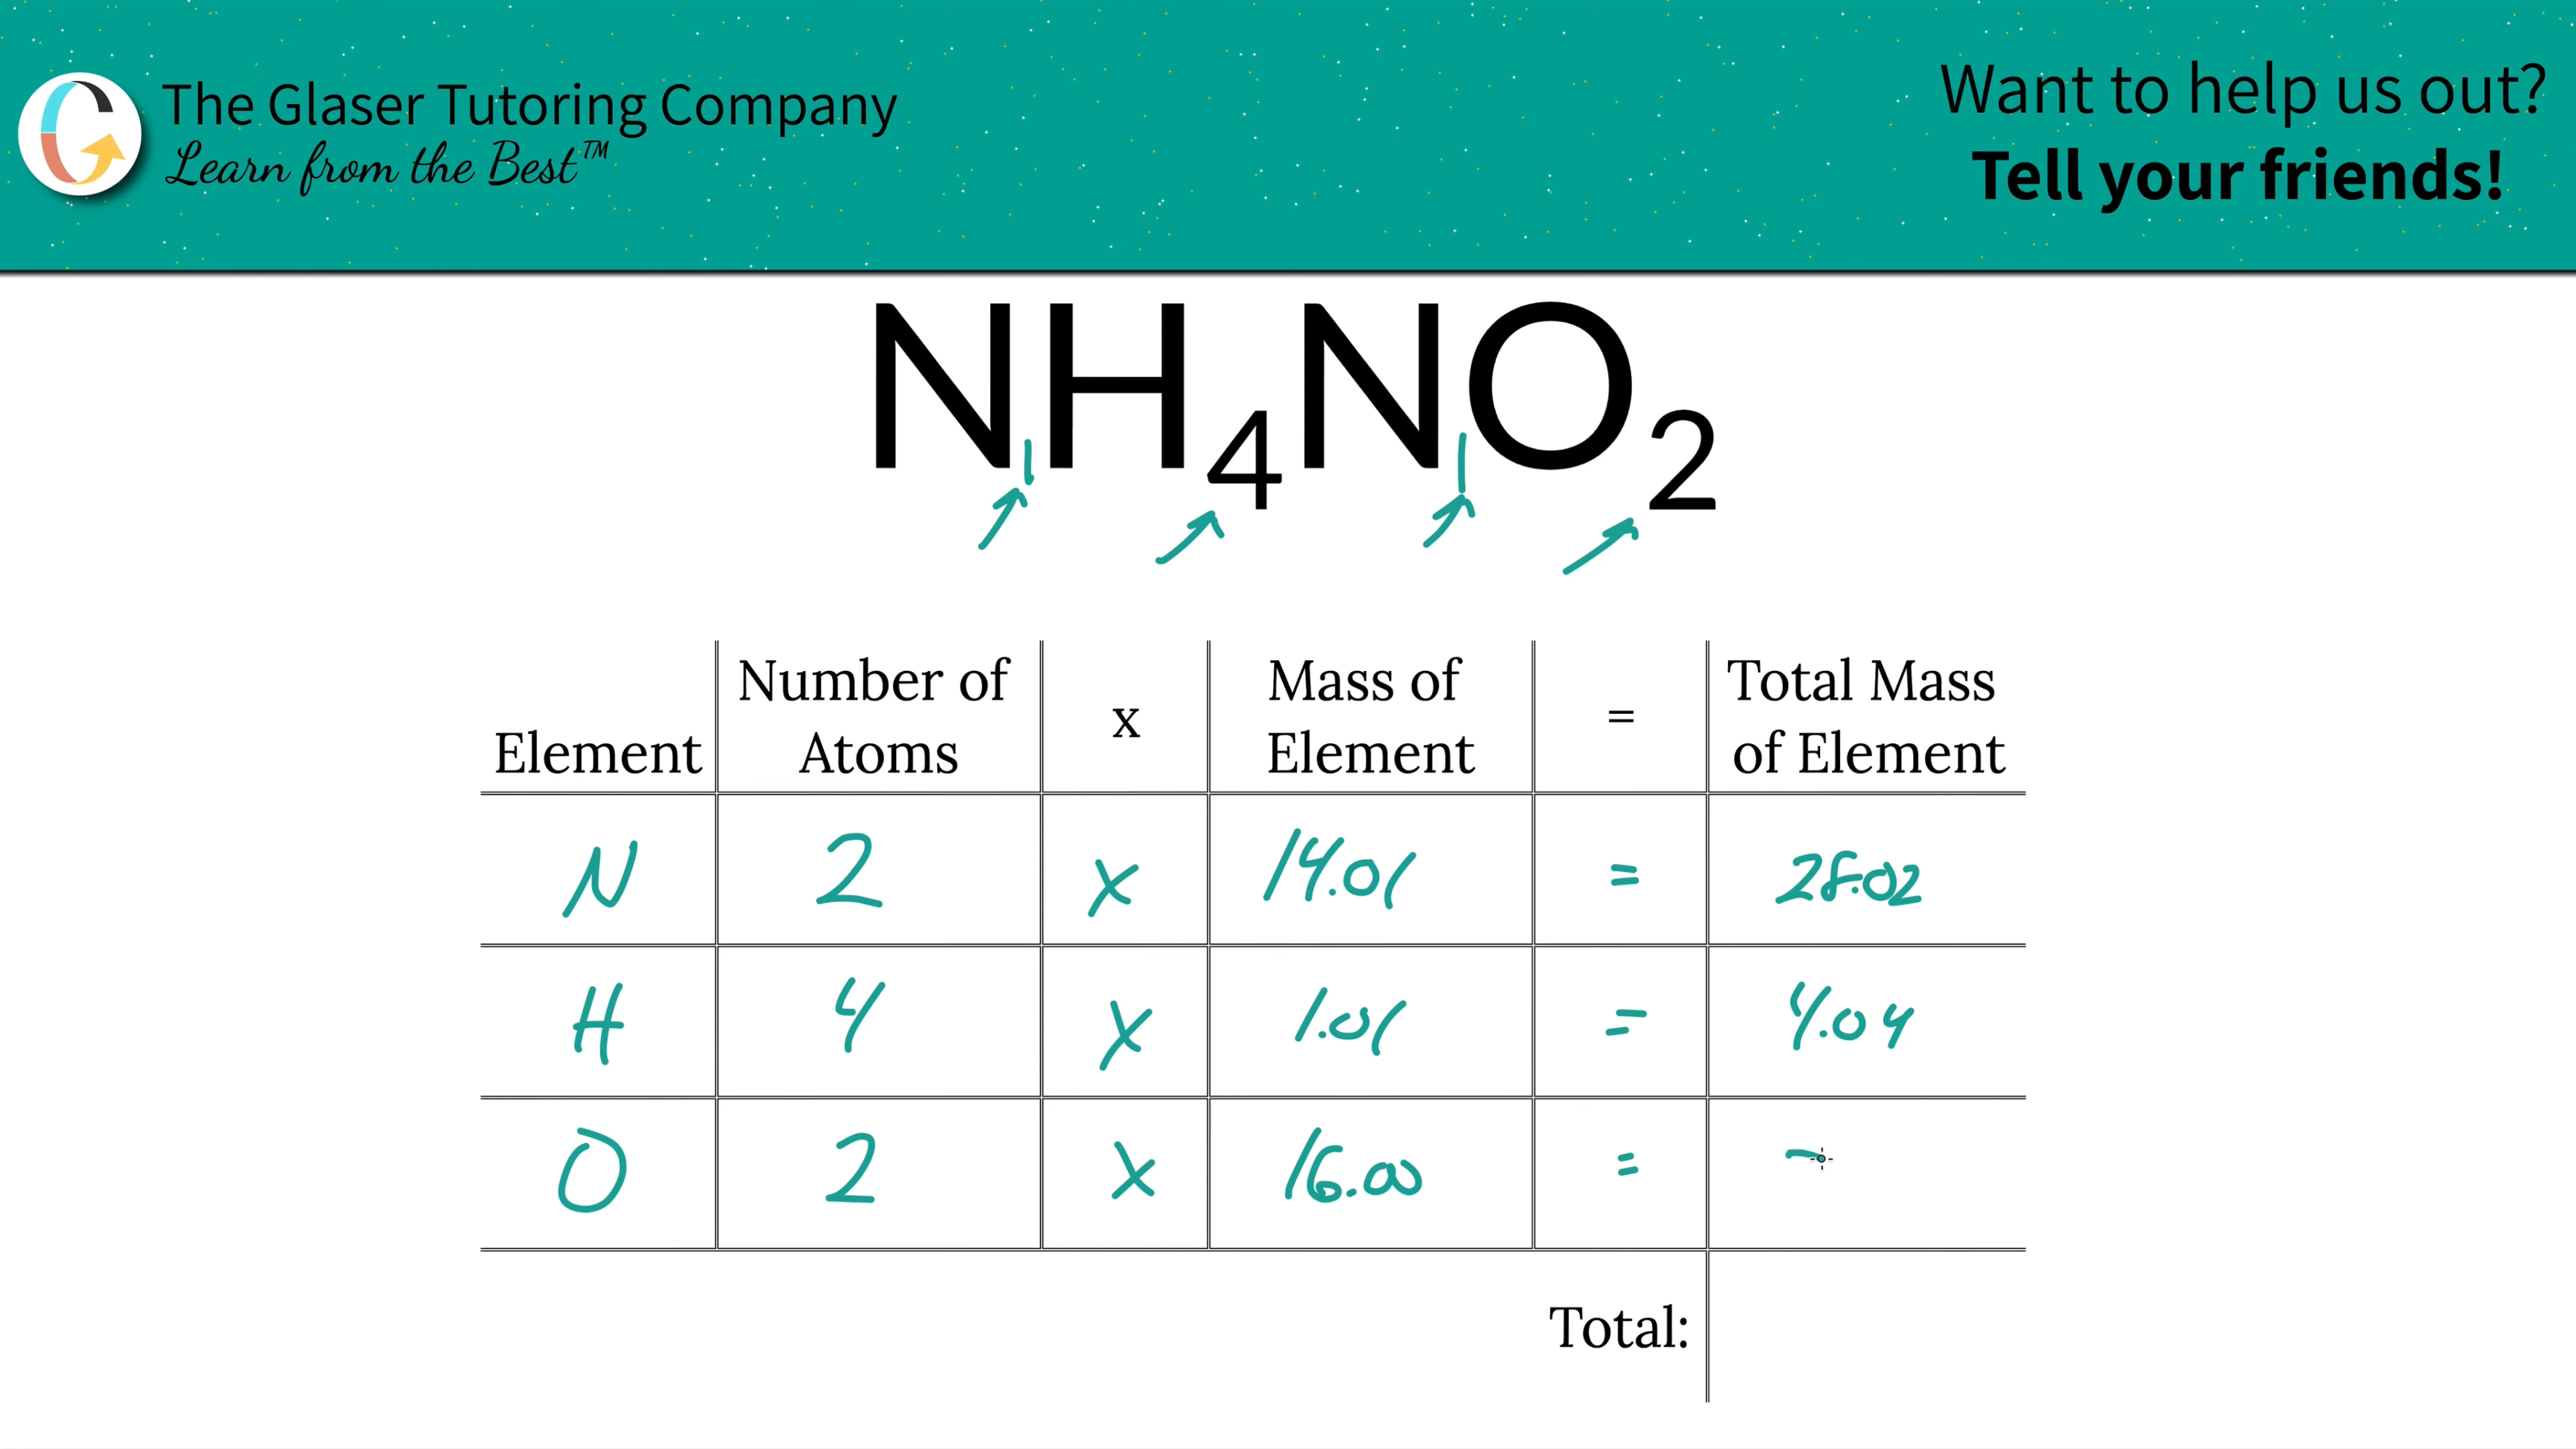 The Glaser Tutoring Company
Learn from the Best™
Want to help us out?
Tell your friends!
NH₄NO₂
1 1
Element Number of Atoms x Mass of Element = Total Mass of Element
N 2 x 14.01 = 28.02
H 4 x 1.01 = 4.04
O 2 x 16.00 =
Total: